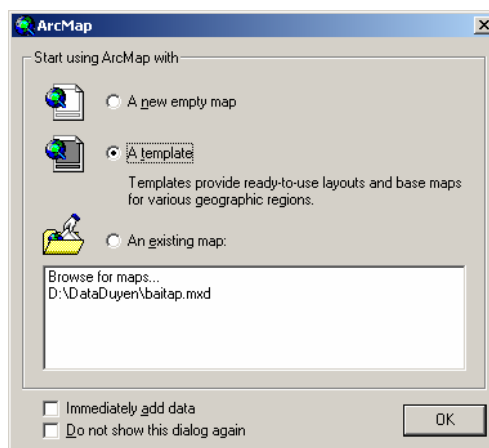 ArcMap
Start using ArcMap with
A new empty map
A template
Templates provide ready-to-use layouts and base maps
for various geographic regions.
An existing map:
Browse for maps...
D:\DataDuyen\baitap.mxd
Immediately add data
Do not show this dialog again
OK